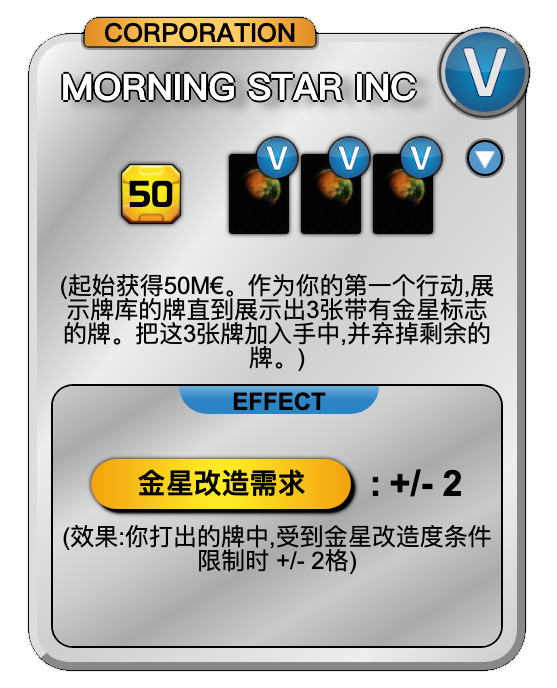 CORPORATION
V
MORNING STAR INC
50
V V V
(起始获得50M€。作为你的第一个行动,展
示牌库的牌直到展示出3张带有金星标志
的牌。把这3张牌加入手中,并弃掉剩余的
牌。)
EFFECT
金星改造需求 : +/- 2
(效果:你打出的牌中,受到金星改造度条件
限制时 +/- 2格)